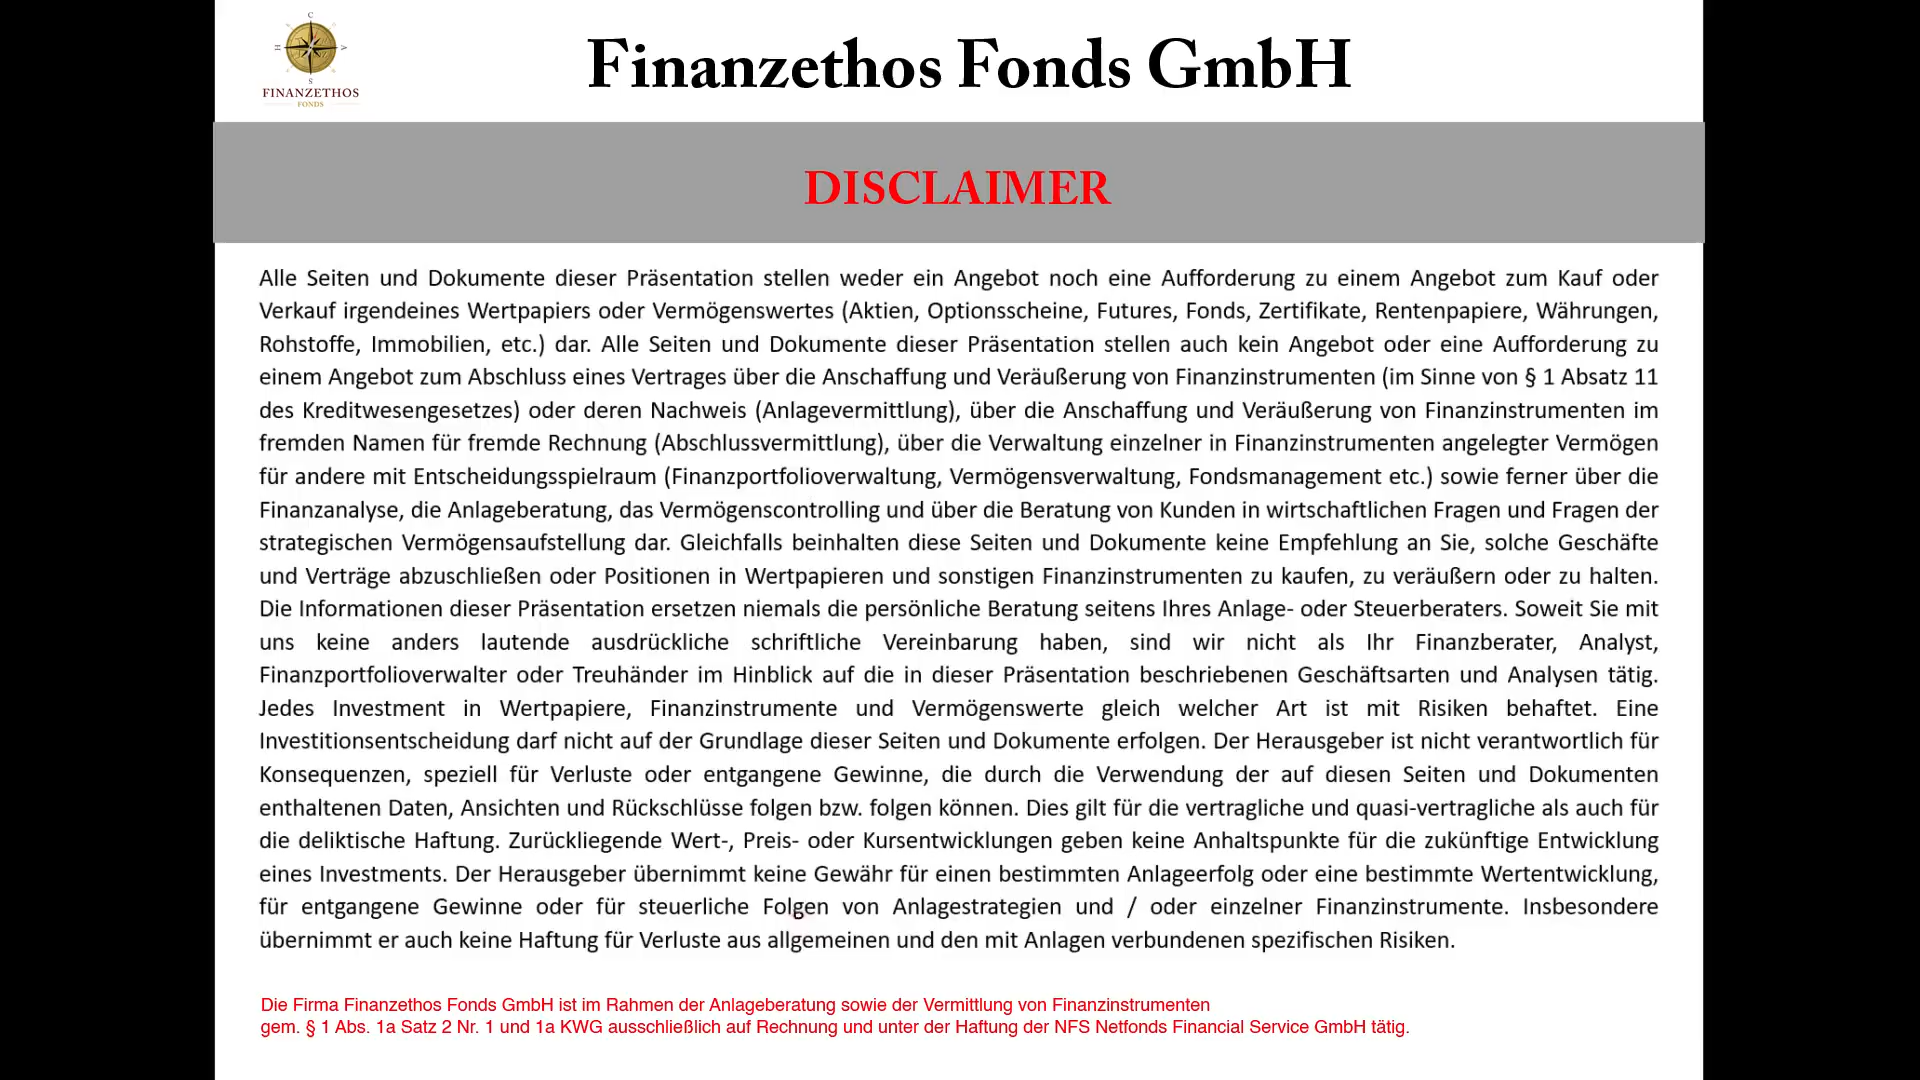 C
H A
S
FINANZETHOS
FONDS
Finanzethos Fonds GmbH
DISCLAIMER
Alle Seiten und Dokumente dieser Präsentation stellen weder ein Angebot noch eine Aufforderung zu einem Angebot zum Kauf oder
Verkauf irgendeines Wertpapiers oder Vermögenswertes (Aktien, Optionsscheine, Futures, Fonds, Zertifikate, Rentenpapiere, Währungen,
Rohstoffe, Immobilien, etc.) dar. Alle Seiten und Dokumente dieser Präsentation stellen auch kein Angebot oder eine Aufforderung zu
einem Angebot zum Abschluss eines Vertrages über die Anschaffung und Veräußerung von Finanzinstrumenten (im Sinne von § 1 Absatz 11
des Kreditwesengesetzes) oder deren Nachweis (Anlagevermittlung), über die Anschaffung und Veräußerung von Finanzinstrumenten im
fremden Namen für fremde Rechnung (Abschlussvermittlung), über die Verwaltung einzelner in Finanzinstrumenten angelegter Vermögen
für andere mit Entscheidungsspielraum (Finanzportfolioverwaltung, Vermögensverwaltung, Fondsmanagement etc.) sowie ferner über die
Finanzanalyse, die Anlageberatung, das Vermögenscontrolling und über die Beratung von Kunden in wirtschaftlichen Fragen und Fragen der
strategischen Vermögensaufstellung dar. Gleichfalls beinhalten diese Seiten und Dokumente keine Empfehlung an Sie, solche Geschäfte
und Verträge abzuschließen oder Positionen in Wertpapieren und sonstigen Finanzinstrumenten zu kaufen, zu veräußern oder zu halten.
Die Informationen dieser Präsentation ersetzen niemals die persönliche Beratung seitens Ihres Anlage- oder Steuerberaters. Soweit Sie mit
uns keine anders lautende ausdrückliche schriftliche Vereinbarung haben, sind wir nicht als Ihr Finanzberater, Analyst,
Finanzportfolioverwalter oder Treuhänder im Hinblick auf die in dieser Präsentation beschriebenen Geschäftsarten und Analysen tätig.
Jedes Investment in Wertpapiere, Finanzinstrumente und Vermögenswerte gleich welcher Art ist mit Risiken behaftet. Eine
Investitionsentscheidung darf nicht auf der Grundlage dieser Seiten und Dokumente erfolgen. Der Herausgeber ist nicht verantwortlich für
Konsequenzen, speziell für Verluste oder entgangene Gewinne, die durch die Verwendung der auf diesen Seiten und Dokumenten
enthaltenen Daten, Ansichten und Rückschlüsse folgen bzw. folgen können. Dies gilt für die vertragliche und quasi-vertragliche als auch für
die deliktische Haftung. Zurückliegende Wert-, Preis- oder Kursentwicklungen geben keine Anhaltspunkte für die zukünftige Entwicklung
eines Investments. Der Herausgeber übernimmt keine Gewähr für einen bestimmten Anlageerfolg oder eine bestimmte Wertentwicklung,
für entgangene Gewinne oder für steuerliche Folgen von Anlagestrategien und / oder einzelner Finanzinstrumente. Insbesondere
übernimmt er auch keine Haftung für Verluste aus allgemeinen und den mit Anlagen verbundenen spezifischen Risiken.
Die Firma Finanzethos Fonds GmbH ist im Rahmen der Anlageberatung sowie der Vermittlung von Finanzinstrumenten
gem. § 1 Abs. 1a Satz 2 Nr. 1 und 1a KWG ausschließlich auf Rechnung und unter der Haftung der NFS Netfonds Financial Service GmbH tätig.